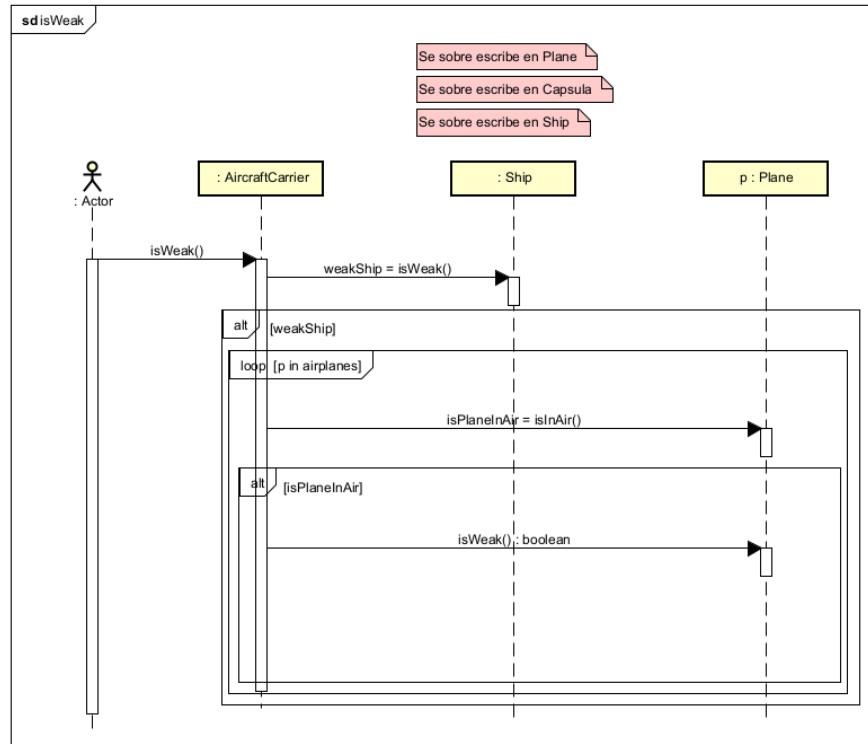 sd isWeak
Se sobre escribe en Plane
Se sobre escribe en Capsula
Se sobre escribe en Ship
: Actor
: AircraftCarrier
: Ship
p : Plane
isWeak()
weakShip = isWeak()
alt [weakShip]
loop [p in airplanes]
isPlaneInAir = isInAir()
alt [isPlaneInAir]
isWeak() : boolean